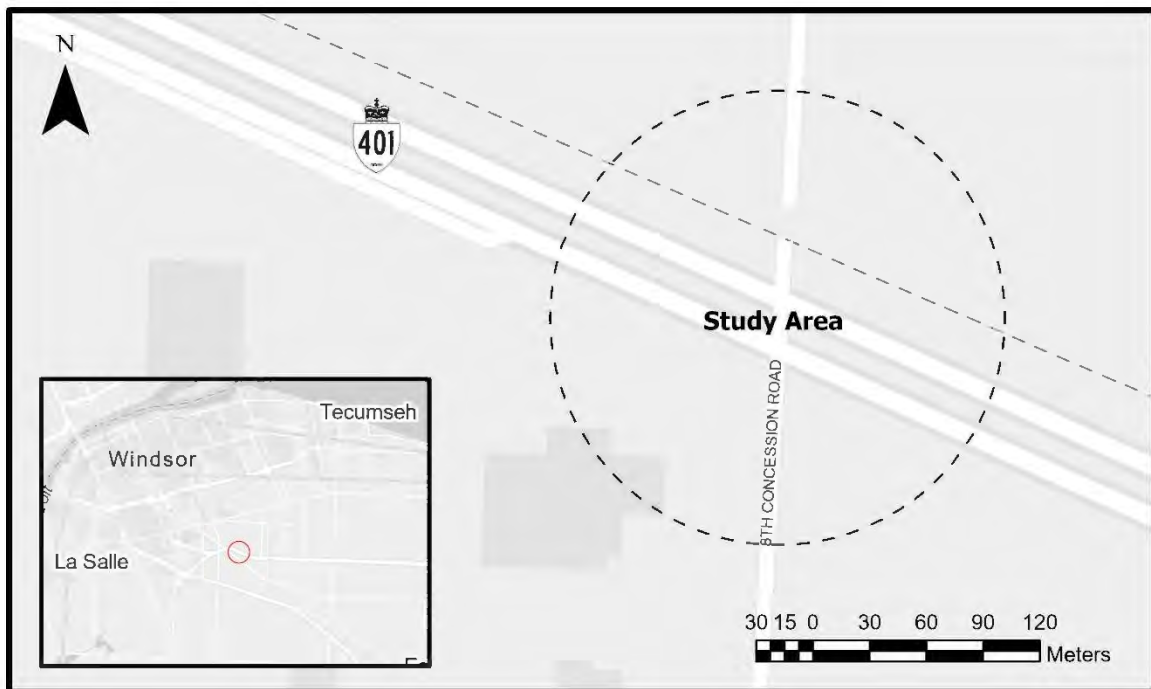 N
401
Study Area
8TH CONCESSION ROAD
Tecumseh
Windsor
La Salle
30 15 0 30 60 90 120
Meters